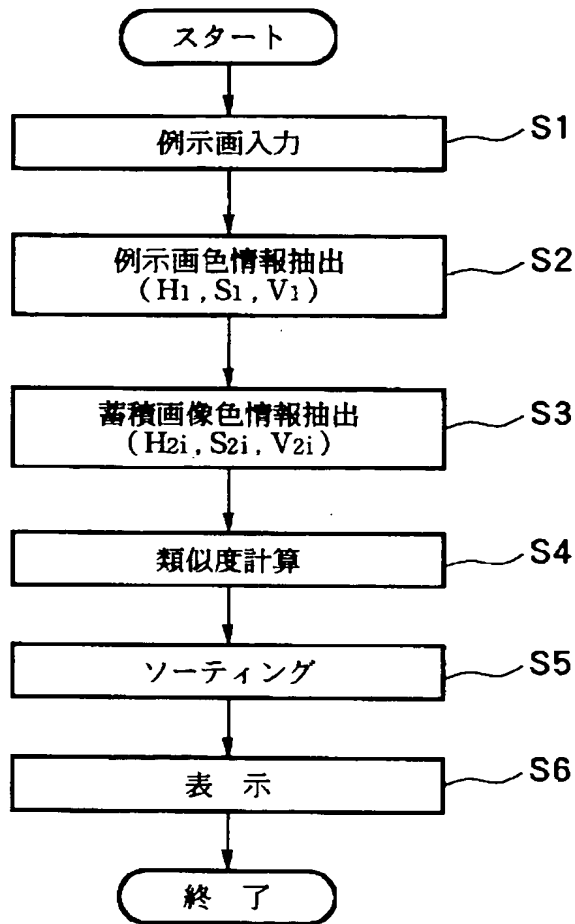 スタート
例示画入力
S1
例示画色情報抽出
(H1, S1, V1)
S2
蓄積画像色情報抽出
(H2i, S2i, V2i)
S3
類似度計算
S4
ソーティング
S5
表 示
S6
終 了